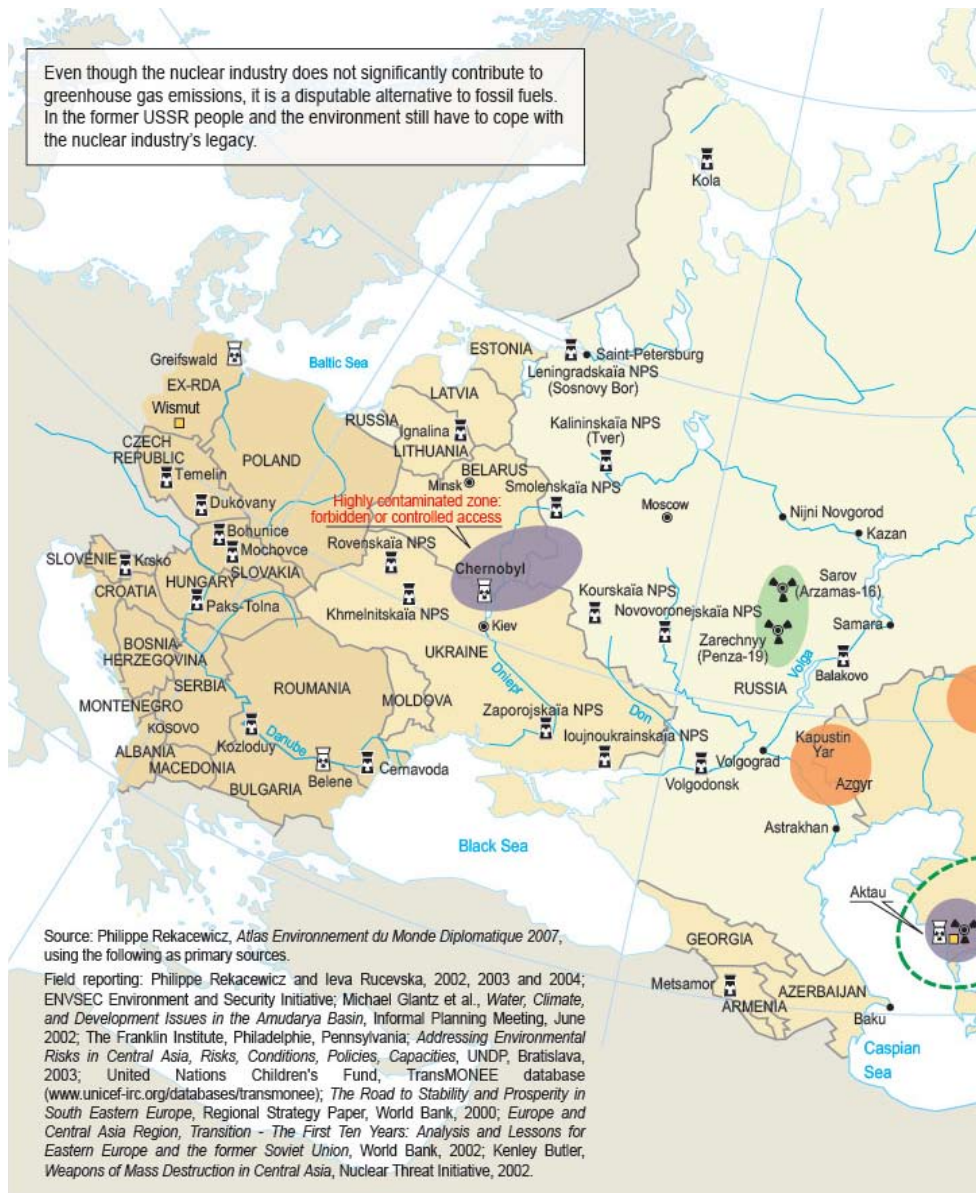 Even though the nuclear industry does not significantly contribute to
greenhouse gas emissions, it is a disputable alternative to fossil fuels.
In the former USSR people and the environment still have to cope with
the nuclear industry's legacy.
Kola
Greifswald
EX-RDA
Wismut
Baltic Sea
ESTONIA
Saint-Petersburg
Leningradskaïa NPS
(Sosnovy Bor)
LATVIA
RUSSIA
Ignalina
LITHUANIA
Kalininskaïa NPS
(Tver)
CZECH
REPUBLIC
Temelin
POLAND
BELARUS
Minsk
Smolenskaïa NPS
Dukovany
Highly contaminated zone:
forbidden or controlled access
Moscow
Nijni Novgorod
Kazan
Bohunice
Mochovce
Rovenskaïa NPS
Chernobyl
SLOVENIE
Krskó
CROATIA
HUNGARY
SLOVAKIA
Paks-Tolna
Khmelnitskaïa NPS
Kiev
Kourskaïa NPS
Novovoronejskaïa NPS
Sarov
(Arzamas-16)
Zarechnyy
(Penza-19)
Samara
Volga
Balakovo
RUSSIA
BOSNIA-
HERZEGOVINA
UKRAINE
Dniepr
SERBIA
ROUMANIA
MOLDOVA
MONTENEGRO
KOSOVO
Zaporojskaïa NPS
Don
Ioujnoukrainskaïa NPS
Kapustin
Yar
Volgograd
ALBANIA
Kozloduy
Danube
MACEDONIA
Belene
Cernavoda
Volgodonsk
Azgyr
BULGARIA
Astrakhan
Black Sea
Aktau
GEORGIA
Metsamor
AZERBAIJAN
ARMENIA
Baku
Caspian
Sea
Source: Philippe Rekacewicz, Atlas Environnement du Monde Diplomatique 2007,
using the following as primary sources.
Field reporting: Philippe Rekacewicz and Ieva Rucevska, 2002, 2003 and 2004;
ENVSEC Environment and Security Initiative; Michael Glantz et al., Water, Climate,
and Development Issues in the Amudarya Basin, Informal Planning Meeting, June
2002; The Franklin Institute, Philadelphie, Pennsylvania; Addressing Environmental
Risks in Central Asia, Risks, Conditions, Policies, Capacities, UNDP, Bratislava,
2003; United Nations Children's Fund, TransMONEE database
(www.unicef-irc.org/databases/transmonee); The Road to Stability and Prosperity in
South Eastern Europe, Regional Strategy Paper, World Bank, 2000; Europe and
Central Asia Region, Transition - The First Ten Years: Analysis and Lessons for
Eastern Europe and the former Soviet Union, World Bank, 2002; Kenley Butler,
Weapons of Mass Destruction in Central Asia, Nuclear Threat Initiative, 2002.